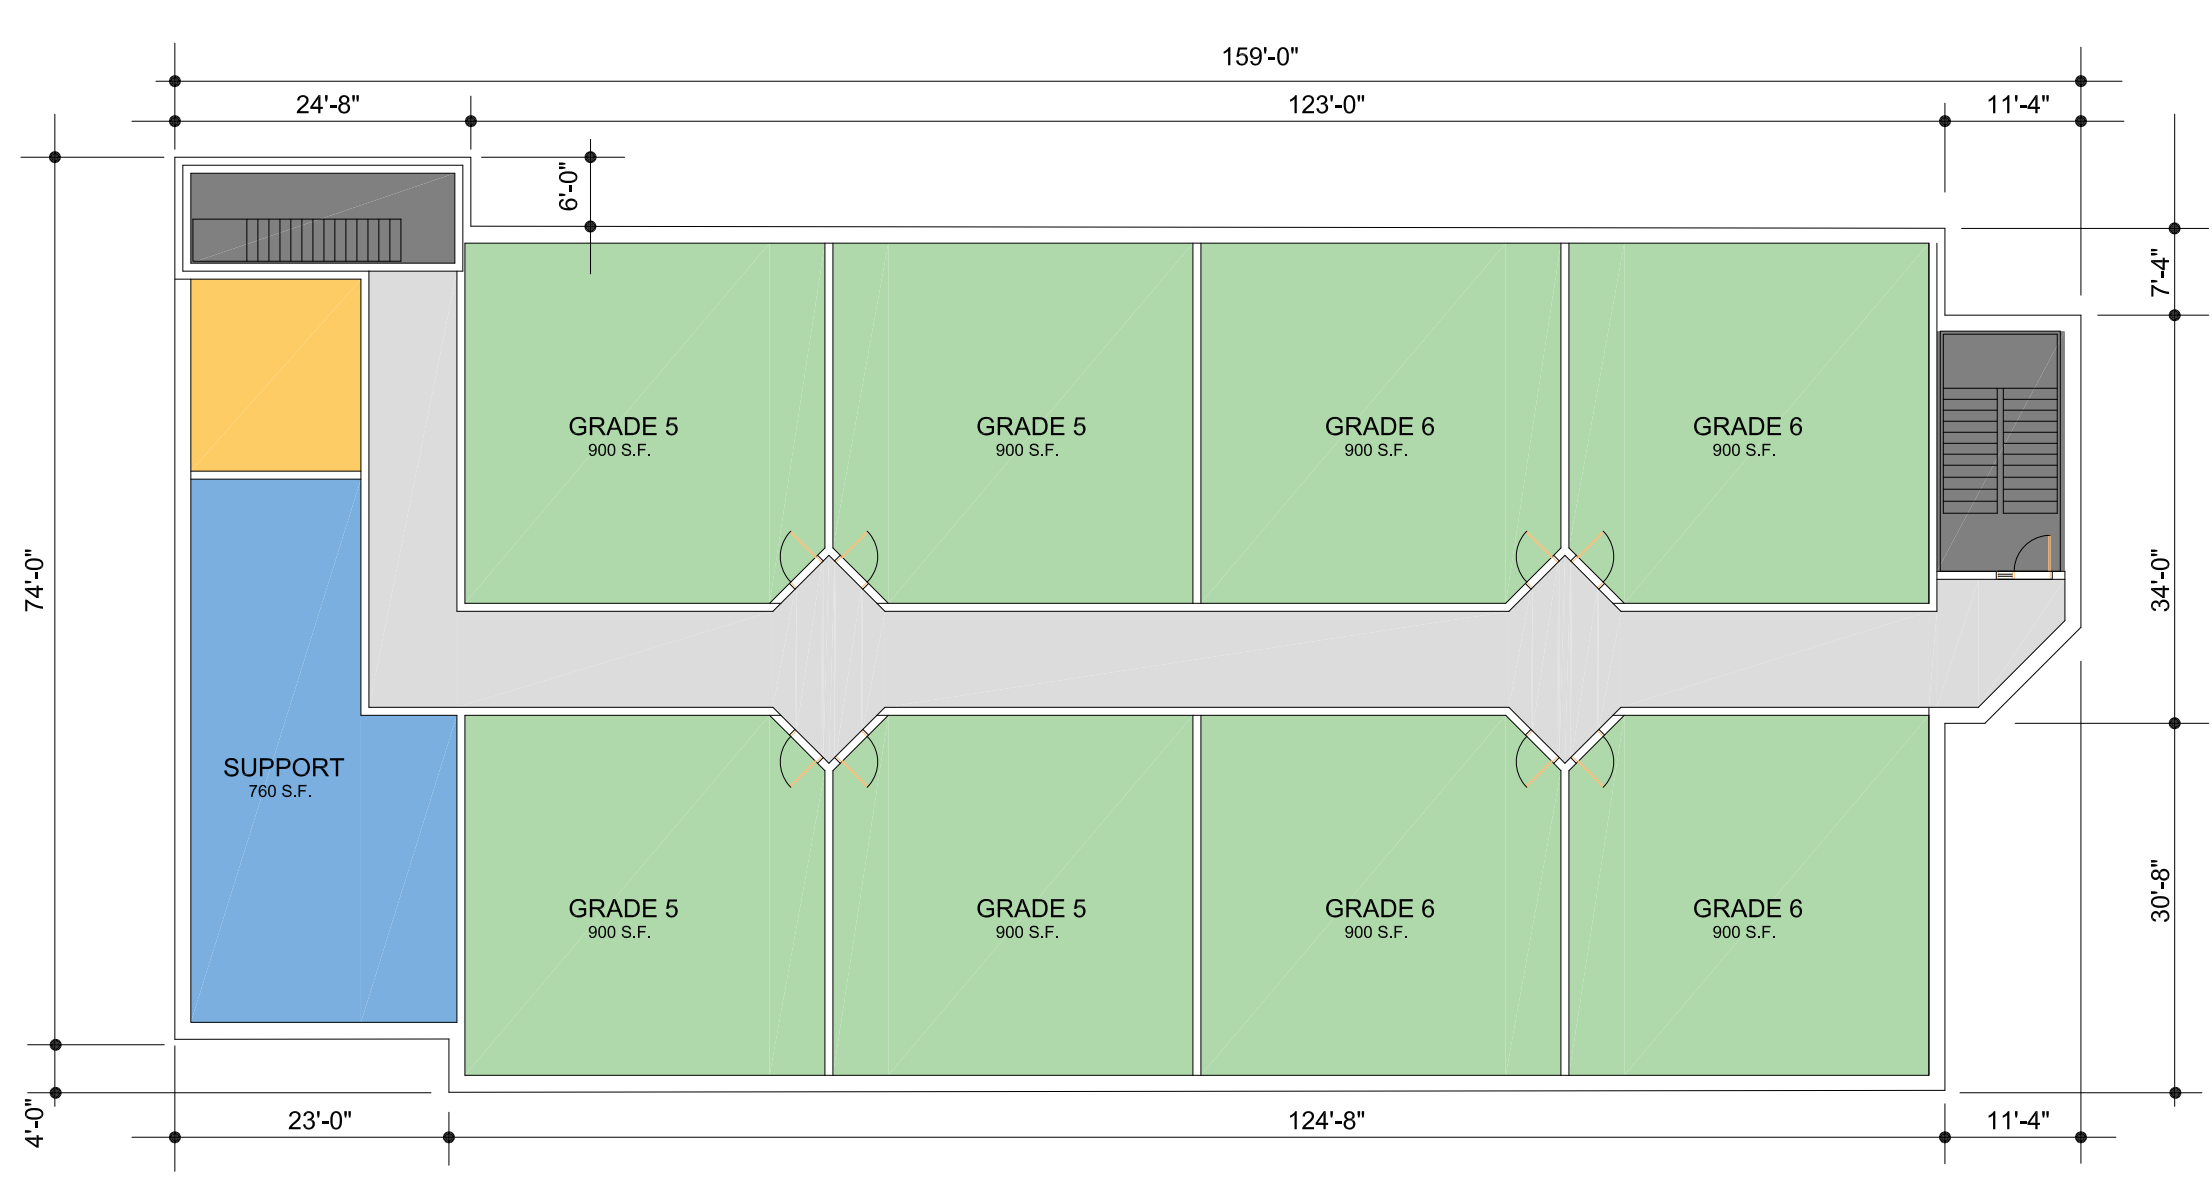 159'-0"
24'-8"
123'-0"
11'-4"
6'-0"
7'-4"
74'-0"
34'-0"
30'-8"
4'-0"
GRADE 5
900 S.F.
GRADE 5
900 S.F.
GRADE 6
900 S.F.
GRADE 6
900 S.F.
SUPPORT
760 S.F.
GRADE 5
900 S.F.
GRADE 5
900 S.F.
GRADE 6
900 S.F.
GRADE 6
900 S.F.
23'-0"
124'-8"
11'-4"